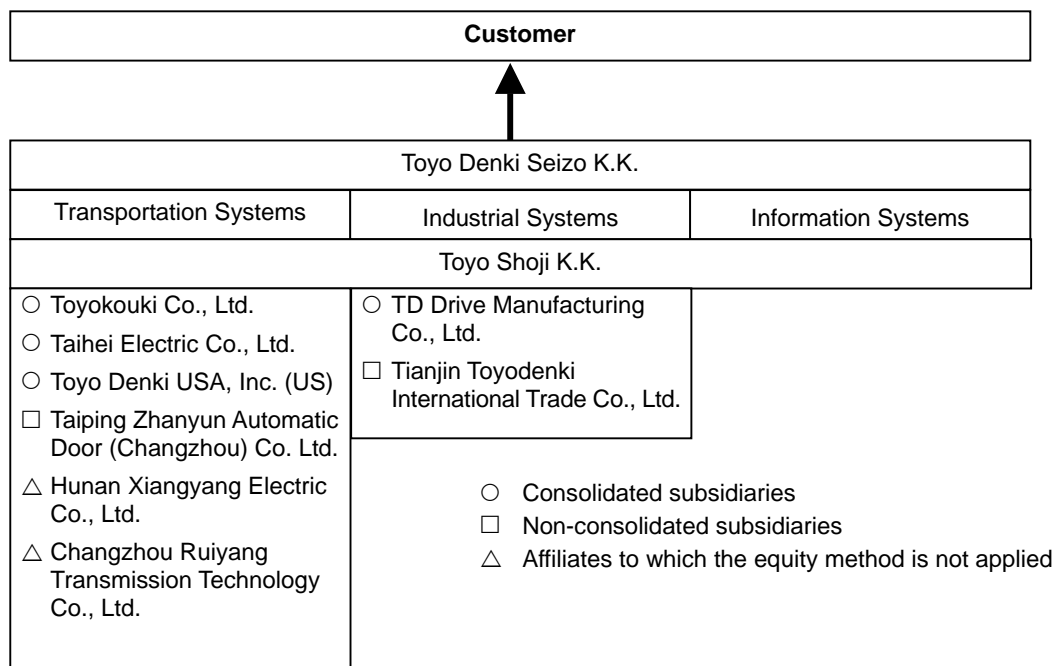 Customer
Toyo Denki Seizo K.K.
Transportation Systems
Industrial Systems
Information Systems
Toyo Shoji K.K.
○ Toyokouki Co., Ltd.
○ Taihei Electric Co., Ltd.
○ Toyo Denki USA, Inc. (US)
□ Taiping Zhanyun Automatic
Door (Changzhou) Co. Ltd.
△ Hunan Xiangyang Electric
Co., Ltd.
△ Changzhou Ruiyang
Transmission Technology
Co., Ltd.
○ TD Drive Manufacturing
Co., Ltd.
□ Tianjin Toyodenki
International Trade Co., Ltd.
○ Consolidated subsidiaries
□ Non-consolidated subsidiaries
△ Affiliates to which the equity method is not applied